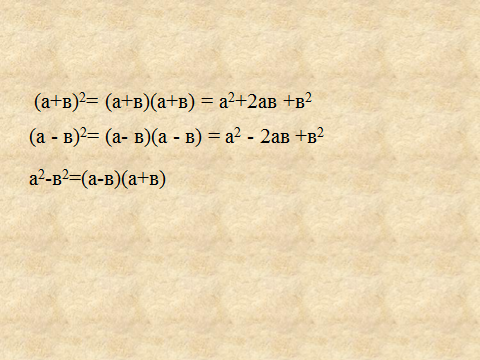 (а+в)²= (а+в)(а+в) = а²+2ав +в²
(а - в)²= (а- в)(а - в) = а² - 2ав +в²
а²-в²=(а-в)(а+в)